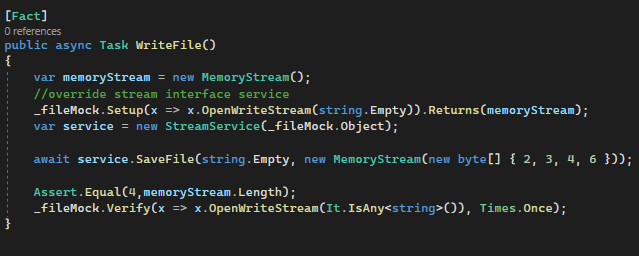 [Fact]
0 references
public async Task WriteFile()
{
    var memoryStream = new MemoryStream();
    //override stream interface service
    _fileMock.Setup(x => x.OpenWriteStream(string.Empty)).Returns(memoryStream);
    var service = new StreamService(_fileMock.Object);

    await service.SaveFile(string.Empty, new MemoryStream(new byte[] { 2, 3, 4, 6 }));

    Assert.Equal(4,memoryStream.Length);
    _fileMock.Verify(x => x.OpenWriteStream(It.IsAny<string>()), Times.Once);
}